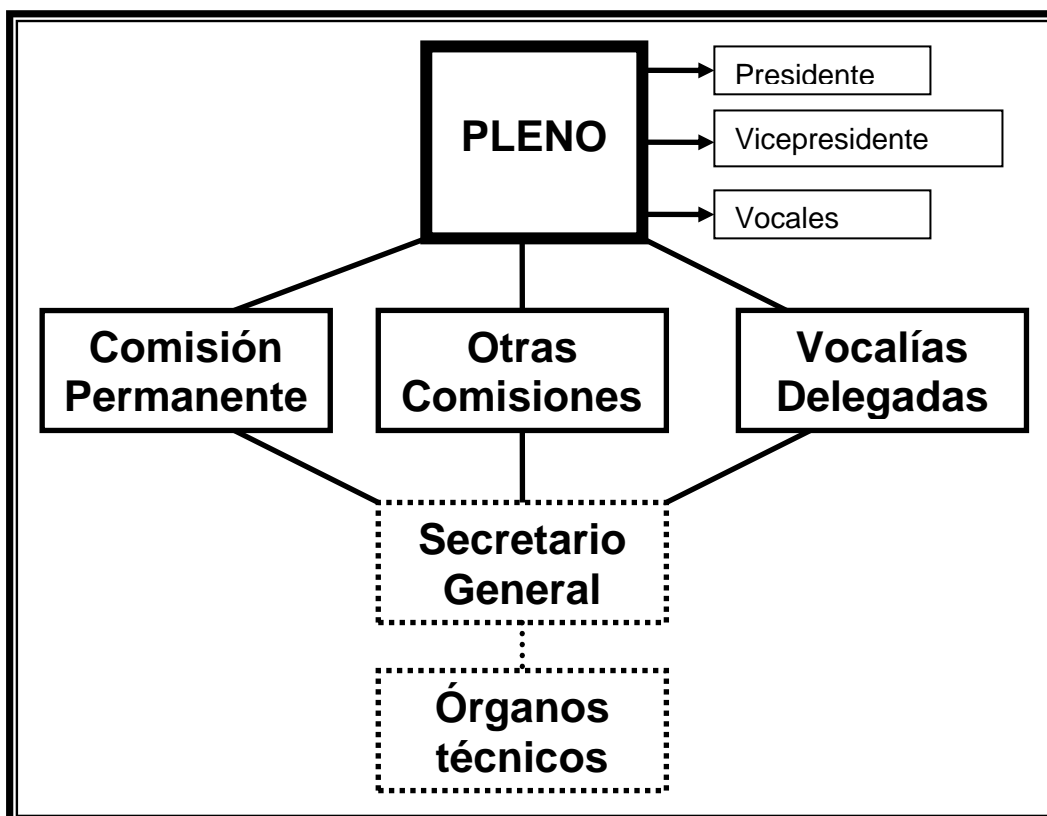 PLENO
Presidente
Vicepresidente
Vocales
Comisión
Permanente
Otras
Comisiones
Vocalías
Delegadas
Secretario
General
Órganos
técnicos